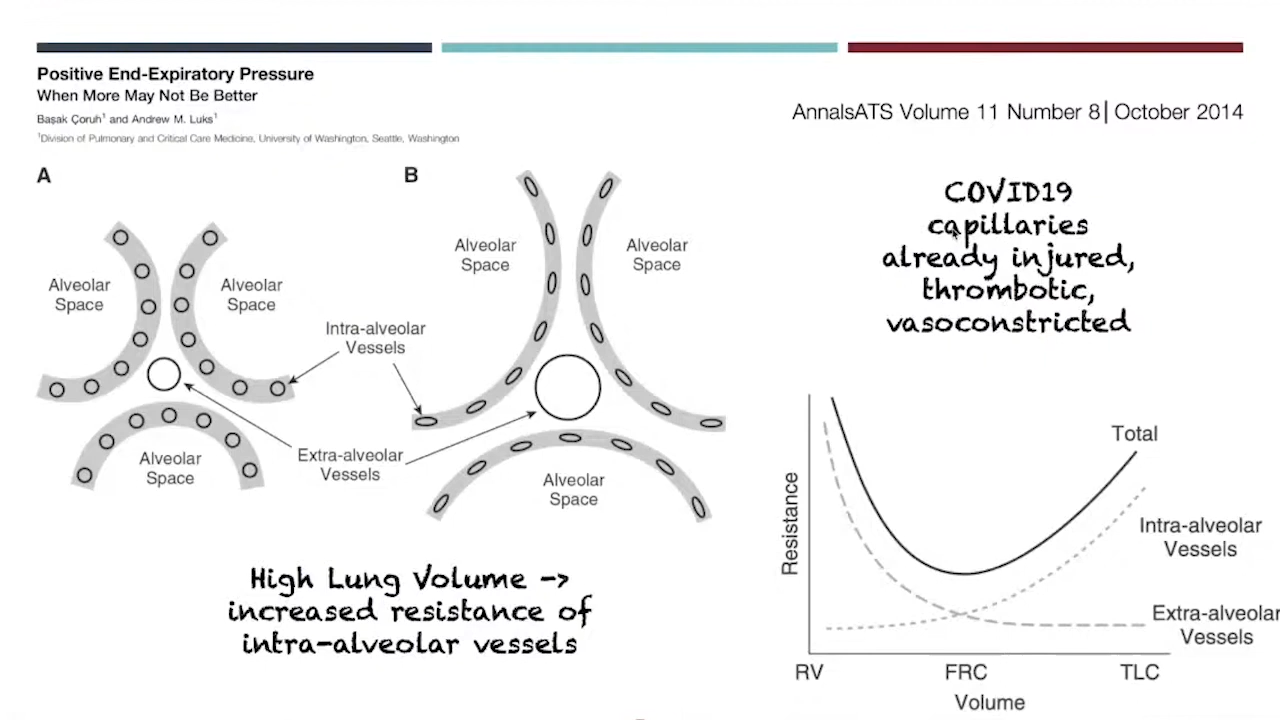 Positive End-Expiratory Pressure
When More May Not Be Better
Başak Çoruh¹ and Andrew M. Luks¹
¹Division of Pulmonary and Critical Care Medicine, University of Washington, Seattle, Washington
AnnalsATS Volume 11 Number 8| October 2014
A
B
Alveolar
Space
Alveolar
Space
Alveolar
Space
Intra-alveolar
Vessels
Extra-alveolar
Vessels
Alveolar
Space
Alveolar
Space
Alveolar
Space
COVID19
capillaries
already injured,
thrombotic,
vasoconstricted
High Lung Volume ->
increased resistance of
intra-alveolar vessels
Resistance
Total
Intra-alveolar
Vessels
Extra-alveolar
Vessels
RV
FRC
TLC
Volume